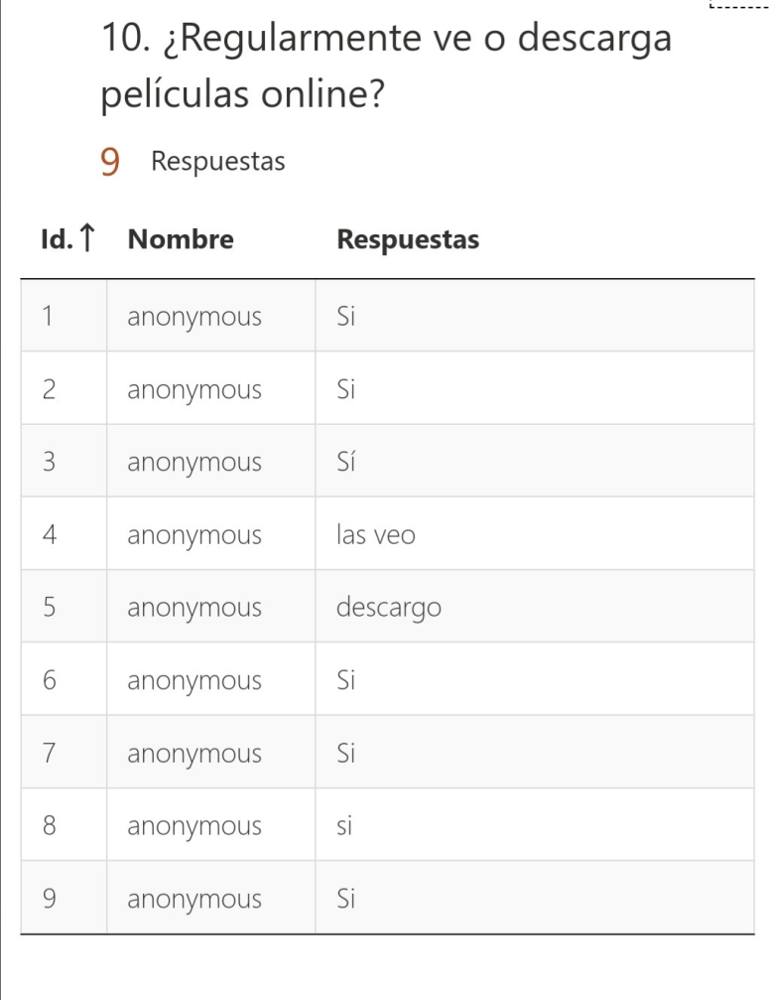 10. ¿Regularmente ve o descarga
películas online?
9 Respuestas
Id.↑ Nombre Respuestas
1 anonymous Si
2 anonymous Si
3 anonymous Sí
4 anonymous las veo
5 anonymous descargo
6 anonymous Si
7 anonymous Si
8 anonymous si
9 anonymous Si